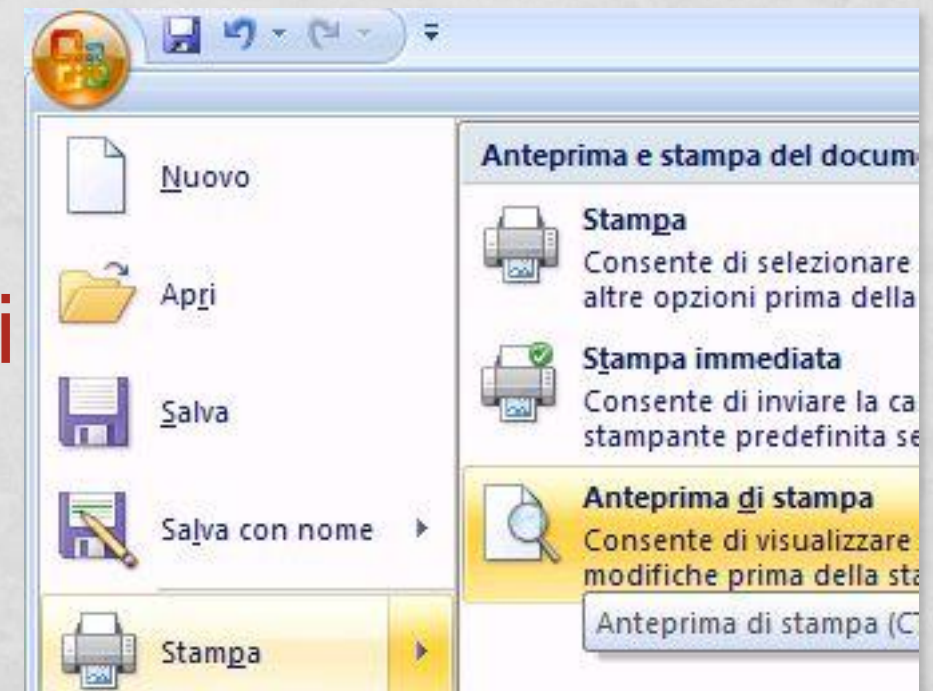 i
Nuovo
Apri
Salva
Salva con nome
Stampa
Anteprima e stampa del docum
Stampa
Consente di selezionare
altre opzioni prima della
Stampa immediata
Consente di inviare la ca
stampante predefinita se
Anteprima di stampa
Consente di visualizzare
modifiche prima della sta
Anteprima di stampa (CT